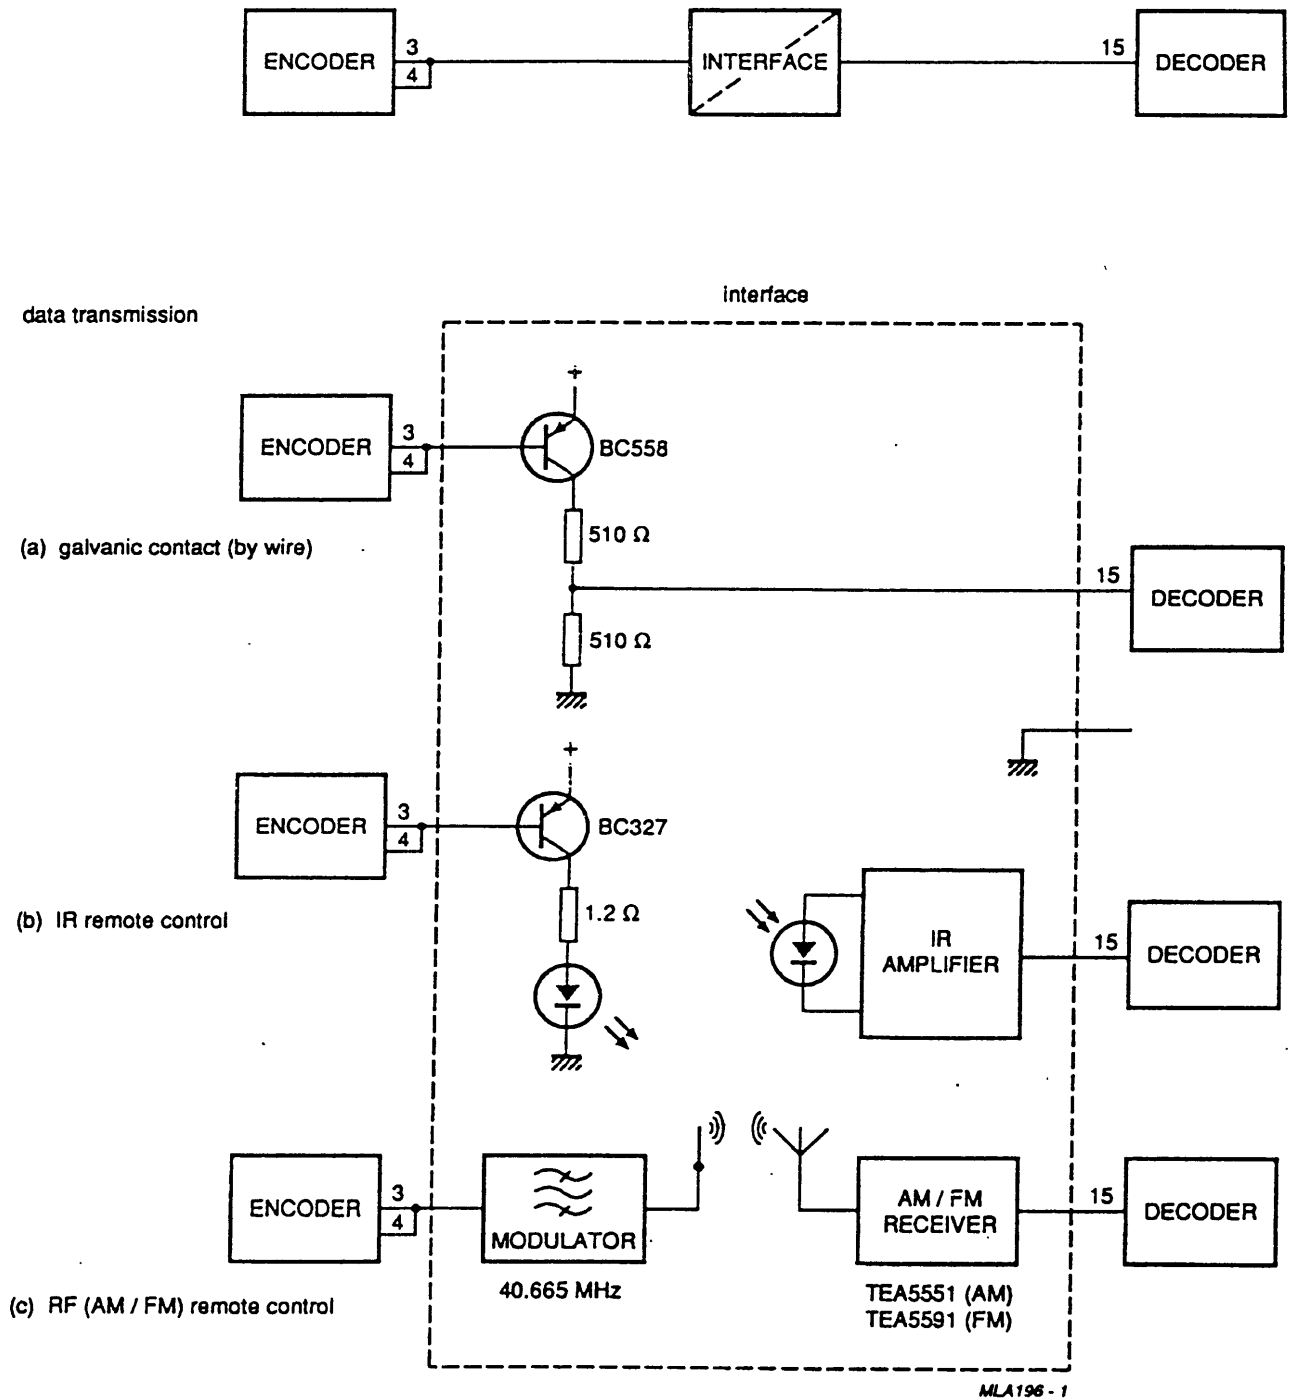 ENCODER
3
4
INTERFACE
15
DECODER
data transmission
interface
+
ENCODER
3
4
BC558
510 Ω
(a) galvanic contact (by wire)
15
DECODER
510 Ω
+
ENCODER
3
4
BC327
1.2 Ω
(b) IR remote control
IR
AMPLIFIER
15
DECODER
ENCODER
3
4
MODULATOR
40.665 MHz
AM / FM
RECEIVER
15
DECODER
TEA5551 (AM)
TEA5591 (FM)
(c) RF (AM / FM) remote control
MLA196 - 1